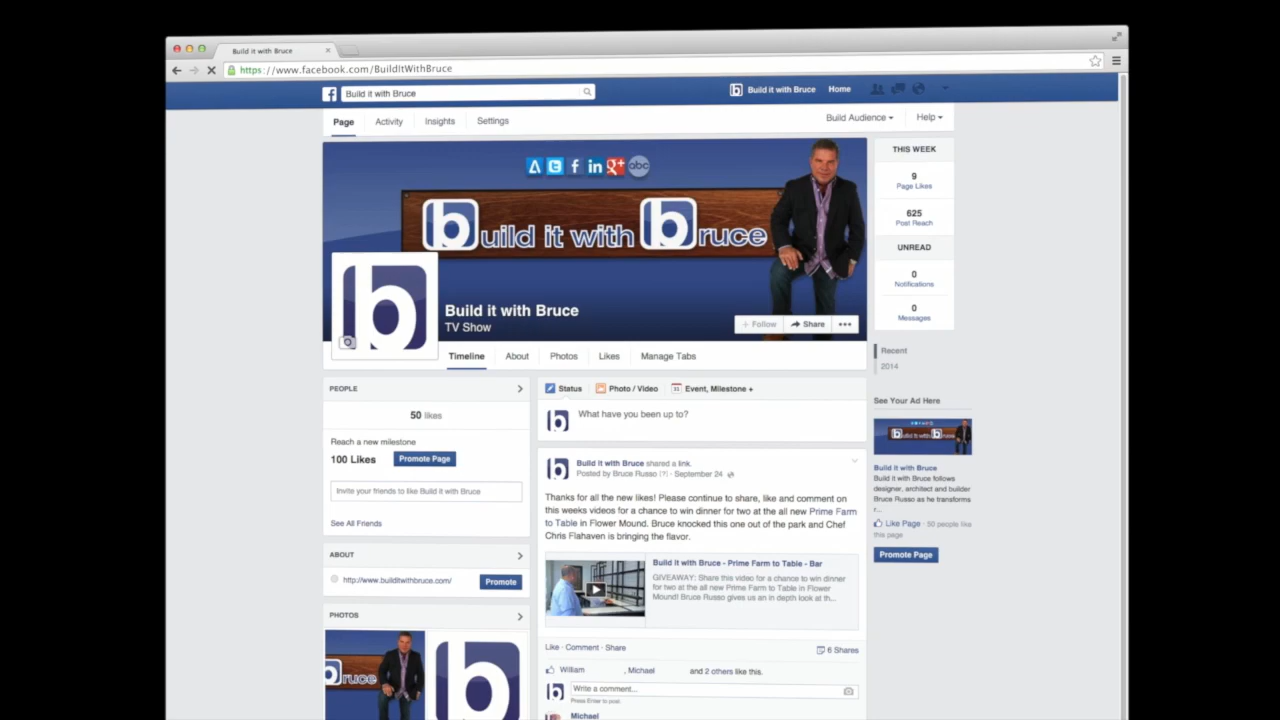 Build it with Bruce
https://www.facebook.com/BuildItWithBruce
Build it with Bruce
Build it with Bruce Home
Page Activity Insights Settings
Build Audience Help
abc
build it with bruce
b
Build it with Bruce
TV Show
Follow Share
Timeline About Photos Likes Manage Tabs
THIS WEEK
9
Page Likes
625
Post Reach
UNREAD
0
Notifications
0
Messages
Recent
2014
See Your Ad Here
Build it with Bruce
Build it with Bruce follows
designer, architect and builder
Bruce Russo as he transforms
r...
Like Page · 50 people like
this page
Promote Page
PEOPLE
50 likes
Reach a new milestone
100 Likes Promote Page
Invite your friends to like Build it with Bruce
See All Friends
ABOUT
http://www.builditwithbruce.com/ Promote
PHOTOS
bruce
b
Status Photo / Video 31 Event, Milestone +
b What have you been up to?
b Build it with Bruce shared a link.
Posted by Bruce Russo [?] · September 24
Thanks for all the new likes! Please continue to share, like and comment on
this weeks videos for a chance to win dinner for two at the all new Prime Farm
to Table in Flower Mound. Bruce knocked this one out of the park and Chef
Chris Flahaven is bringing the flavor.
Build it with Bruce - Prime Farm to Table - Bar
GIVEAWAY: Share this video for a chance to win dinner
for two at the all new Prime Farm to Table in Flower
Mound! Bruce Russo gives us an in depth look at th...
Like · Comment · Share 6 Shares
William , Michael and 2 others like this.
b Write a comment...
Press Enter to post.
Michael